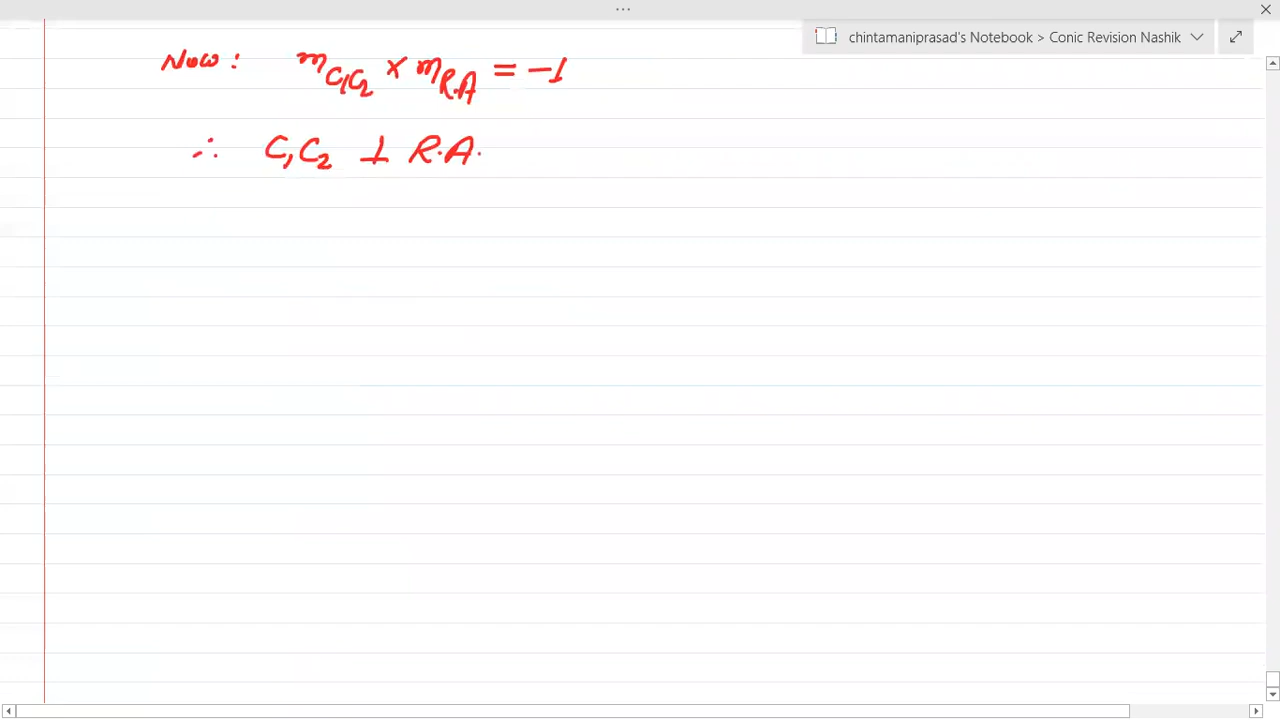 ...
chintamaniprasad's Notebook > Conic Revision Nashik
Now : m_{C₁C₂} × m_{R.A} = -1
∴ C₁C₂ ⊥ R.A.